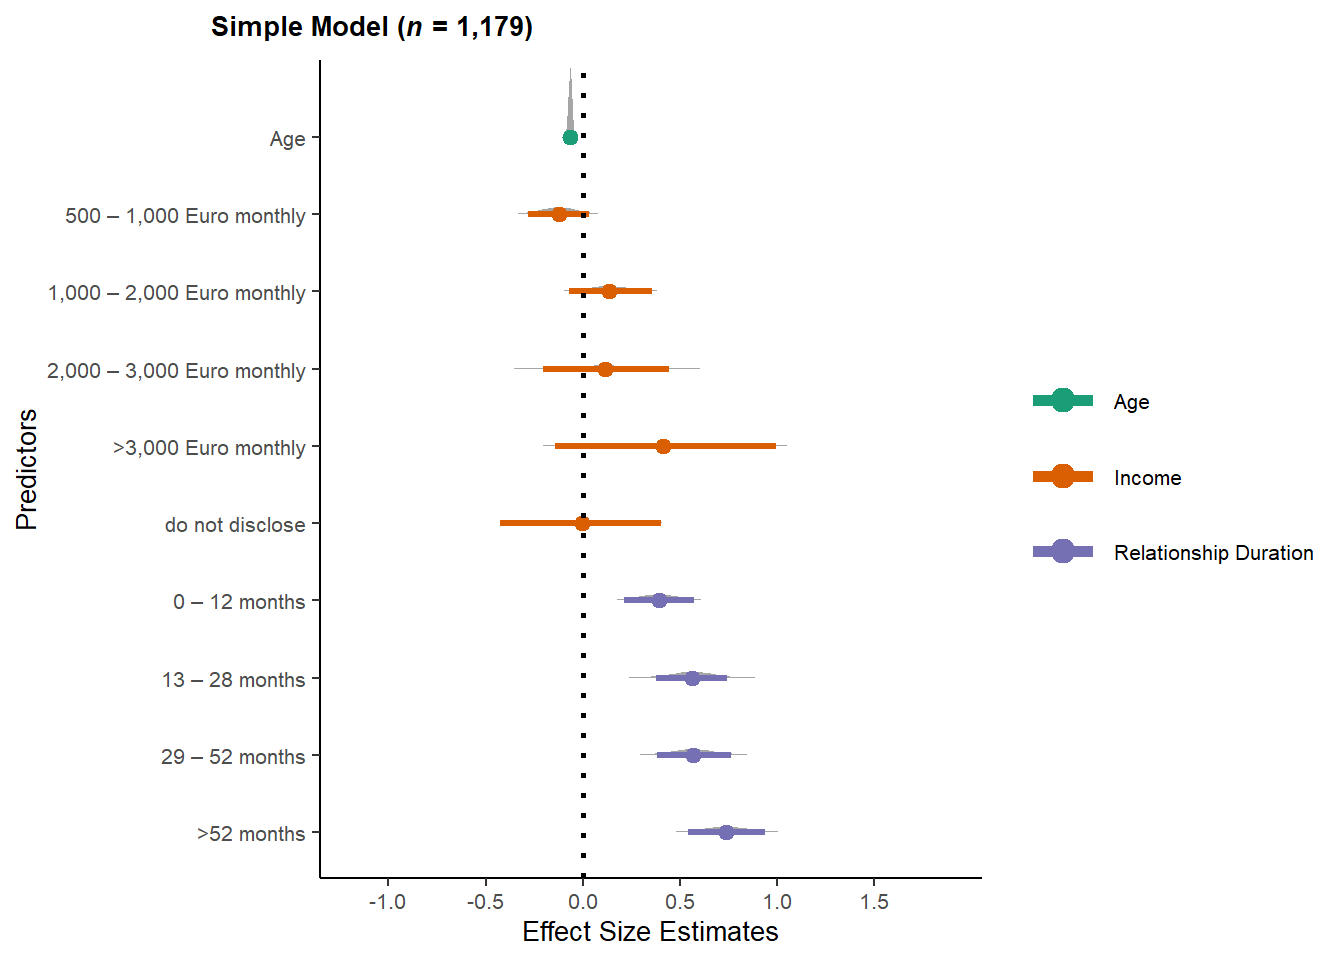 Simple Model (n = 1,179)
Predictors
Age
500 – 1,000 Euro monthly
1,000 – 2,000 Euro monthly
2,000 – 3,000 Euro monthly
>3,000 Euro monthly
do not disclose
0 – 12 months
13 – 28 months
29 – 52 months
>52 months
-1.0 -0.5 0.0 0.5 1.0 1.5
Effect Size Estimates
Age
Income
Relationship Duration